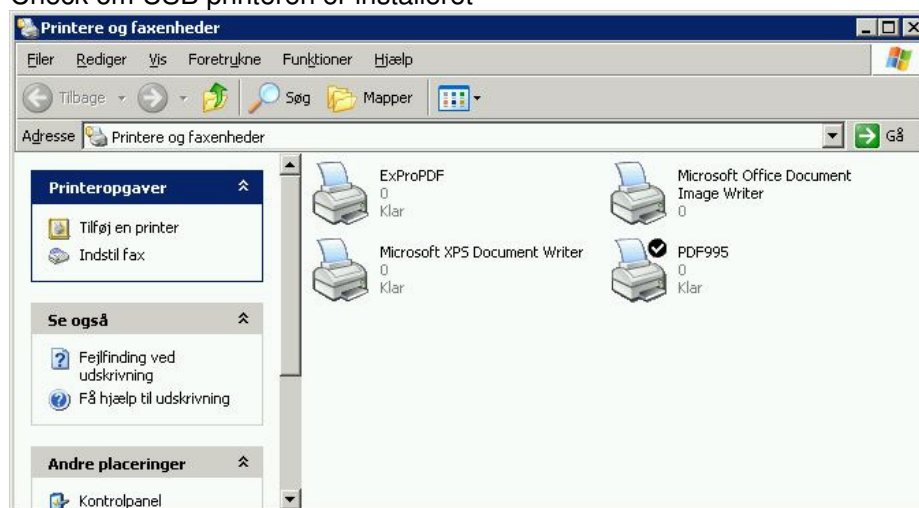 Check om USB printeren er installeret
Printere og faxenheder
Filer Rediger Vis Foretrukne Funktioner Hjælp
Tilbage Søg Mapper
Adresse Printere og faxenheder Gå
Printeropgaver
Tilføj en printer
Indstil fax
Se også
Fejlfinding ved
udskrivning
Få hjælp til udskrivning
Andre placeringer
Kontrolpanel
ExProPDF
0
Klar
Microsoft Office Document
Image Writer
0
Microsoft XPS Document Writer
0
Klar
PDF995
0
Klar